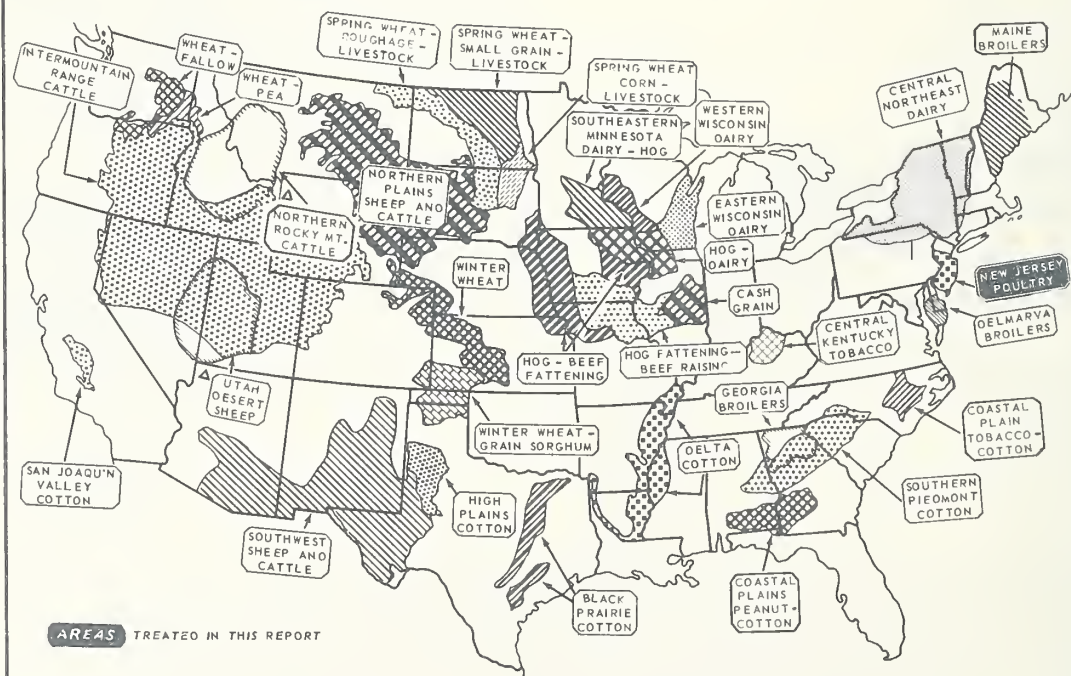 SPRING WHEAT-
ROUGHAGE-
LIVESTOCK
SPRING WHEAT-
SMALL GRAIN-
LIVESTOCK
MAINE
BROILERS
WHEAT-
FALLOW
INTERMOUNTAIN
RANGE
CATTLE
WHEAT-
PEA
SPRING WHEAT
CORN-
LIVESTOCK
CENTRAL
NORTHEAST
DAIRY
SOUTHEASTERN
MINNESOTA
DAIRY-HOG
WESTERN
WISCONSIN
DAIRY
NORTHERN
PLAINS
SHEEP AND
CATTLE
EASTERN
WISCONSIN
DAIRY
NORTHERN
ROCKY MT.
CATTLE
HOG-
DAIRY
WINTER
WHEAT
CASH
GRAIN
NEW JERSEY
POULTRY
DELMARVA
BROILERS
CENTRAL
KENTUCKY
TOBACCO
HOG-BEEF
FATTENING
HOG FATTENING-
BEEF RAISING
UTAH
DESERT
SHEEP
GEORGIA
BROILERS
COASTAL
PLAIN
TOBACCO-
COTTON
WINTER WHEAT-
GRAIN SORGHUM
DELTA
COTTON
SAN JOAQU'N
VALLEY
COTTON
HIGH
PLAINS
COTTON
SOUTHERN
PIEDMONT
COTTON
SOUTHWEST
SHEEP AND
CATTLE
BLACK
PRAIRIE
COTTON
COASTAL
PLAINS
PEANUT-
COTTON
AREAS TREATED IN THIS REPORT